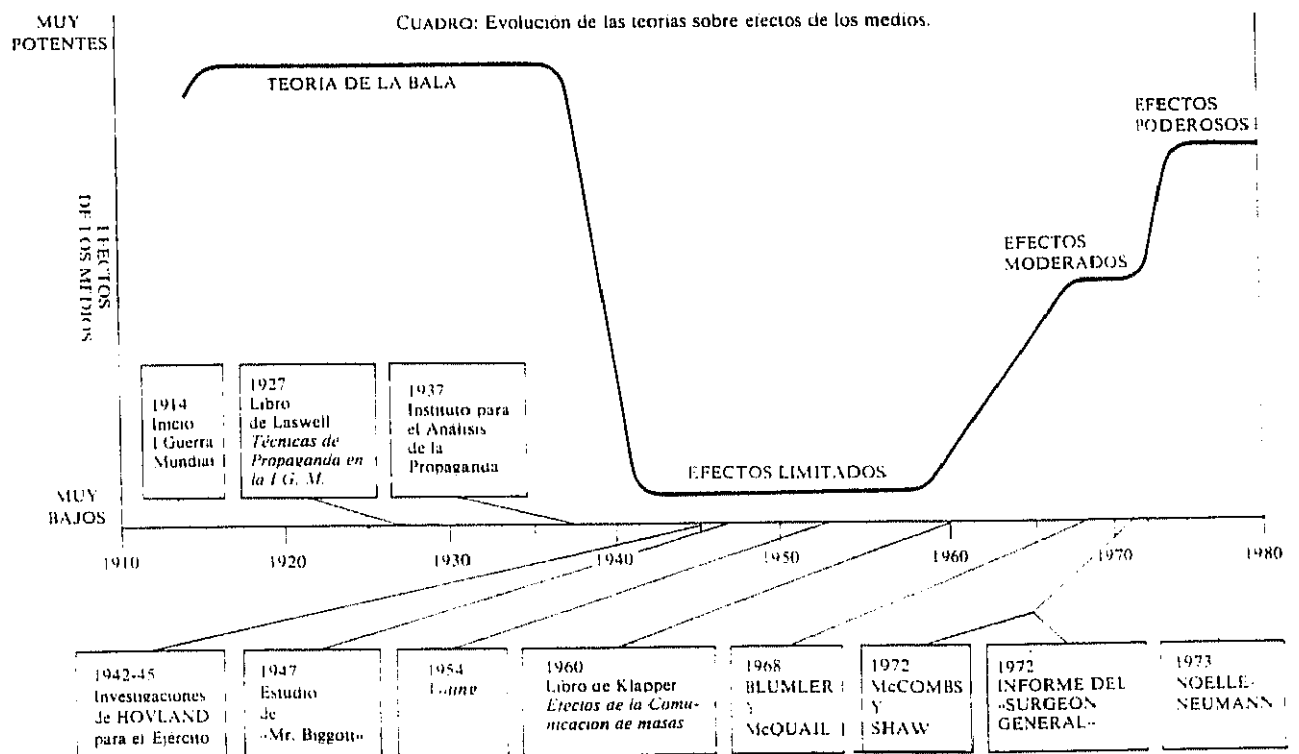 CUADRO: Evolución de las teorías sobre efectos de los medios.
MUY
POTENTES
TEORIA DE LA BALA
EFECTOS
PODEROSOS
EFECTOS
MODERADOS
EFECTOS
DE LOS MEDIOS
1914
Inicio
I Guerra
Mundial
1927
Libro
de Laswell
Técnicas de
Propaganda en
la I G. M.
1937
Instituto para
el Análisis
de la
Propaganda
EFECTOS LIMITADOS
MUY
BAJOS
1910
1920
1930
1940
1950
1960
1970
1980
1942-45
Investigaciones
de HOVLAND
para el Ejército
1947
Estudio
de
«Mr. Biggott»
1954
1960
Libro de Klapper
Efectos de la Comu-
nicación de masas
1968
BLUMLER
Y
McQUAIL
1972
McCOMBS
Y
SHAW
1972
INFORME DEL
«SURGEON
GENERAL»
1973
NOELLE-
NEUMANN